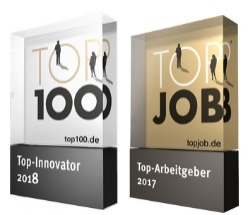 TOP
100
top100.de
Top-Innovator
2018
TOP
JOB
topjob.de
Top-Arbeitgeber
2017